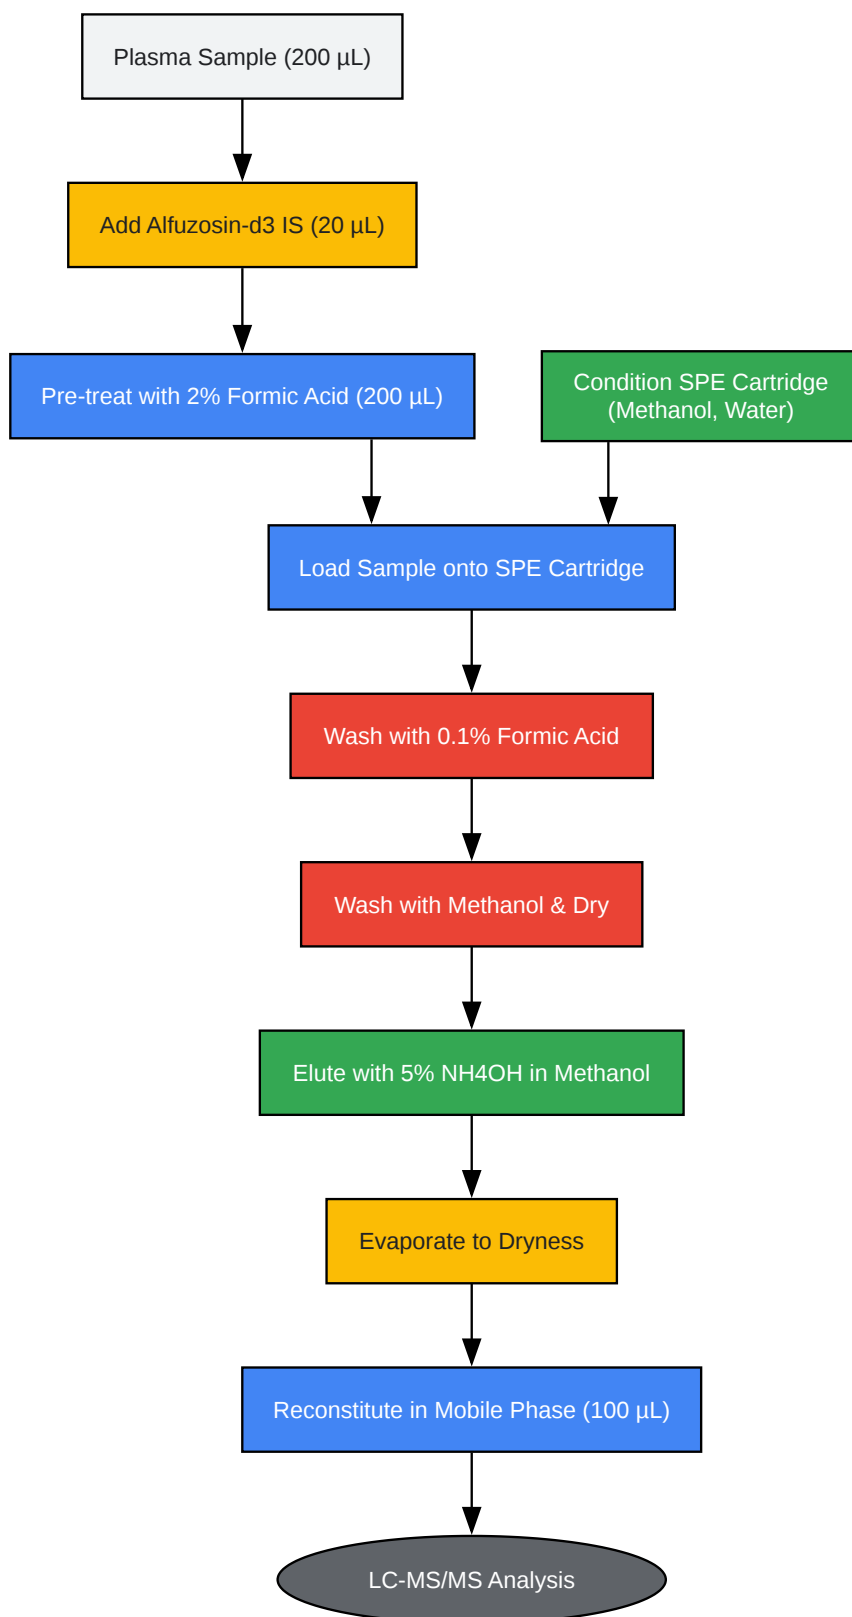 Plasma Sample (200 µL)
Add Alfuzosin-d3 IS (20 µL)
Pre-treat with 2% Formic Acid (200 µL)
Condition SPE Cartridge
(Methanol, Water)
Load Sample onto SPE Cartridge
Wash with 0.1% Formic Acid
Wash with Methanol & Dry
Elute with 5% NH4OH in Methanol
Evaporate to Dryness
Reconstitute in Mobile Phase (100 µL)
LC-MS/MS Analysis